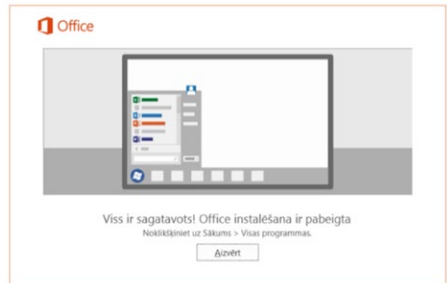 Office
Viss ir sagatavots! Office instalēšana ir pabeigta
Noklikšķiniet uz Sākums > Visas programmas.
Aizvērt